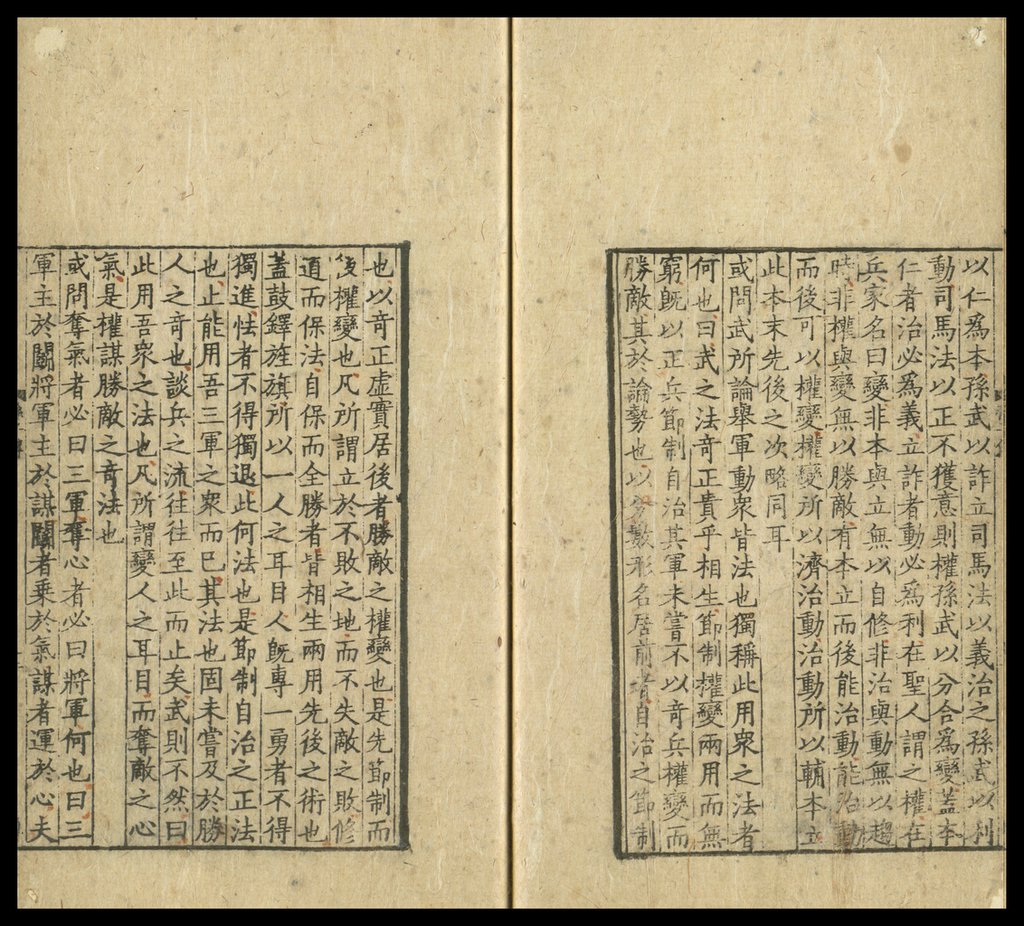 以仁爲本孫武以詐立司馬法以義治之孫武以利
動司馬法以正不獲意則權孫武以分合爲變蓋本
仁者治必爲義立詐者動必爲利在聖人謂之權在
兵家名曰變非本與立無以自修非治與動無以趨
時非權與變無以勝敵有本立而後能治動能治動
而後可以權變權變所以濟治動治動所以輔本立
此本末先後之次略同耳
或問武所論舉軍動衆皆法也獨稱此用衆之法者
何也曰武之法奇正貴乎相生節制權變兩用而無
窮旣以正兵節制自治其軍未嘗不以奇兵權變而
勝敵其於論勢也以分數形名居前者自治之節制
也以奇正虛實居後者勝敵之權變也是先節制而
後權變也凡所謂立於不敗之地而不失敵之敗修
道而保法自保而全勝者皆相生兩用先後之術也
蓋鼓鐸旌旗所以一人之耳目人旣專一勇者不得
獨進怯者不得獨退此何法也是節制自治之正法
也止能用吾三軍之衆而已其法也固未嘗及於勝
人之奇也談兵之流往往至此而止矣武則不然曰
此用吾衆之法也凡所謂變人之耳目而奪敵之心
氣是權謀勝敵之奇法也
或問奪氣者必曰三軍奪心者必曰將軍何也曰三
軍主於鬭將軍主於謀鬭者乗於氣謀者運於心夫